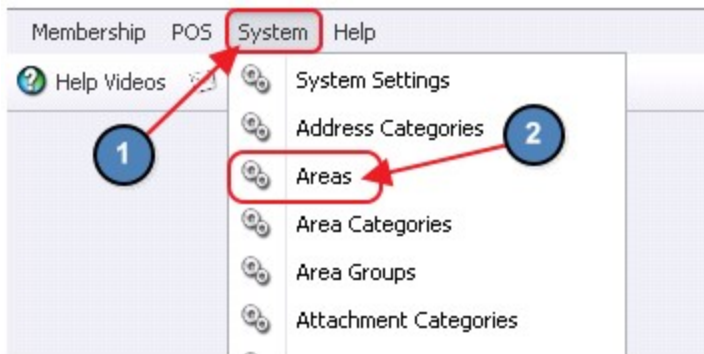 Membership POS System Help
Help Videos
System Settings
Address Categories
2
1
Areas
Area Categories
Area Groups
Attachment Categories